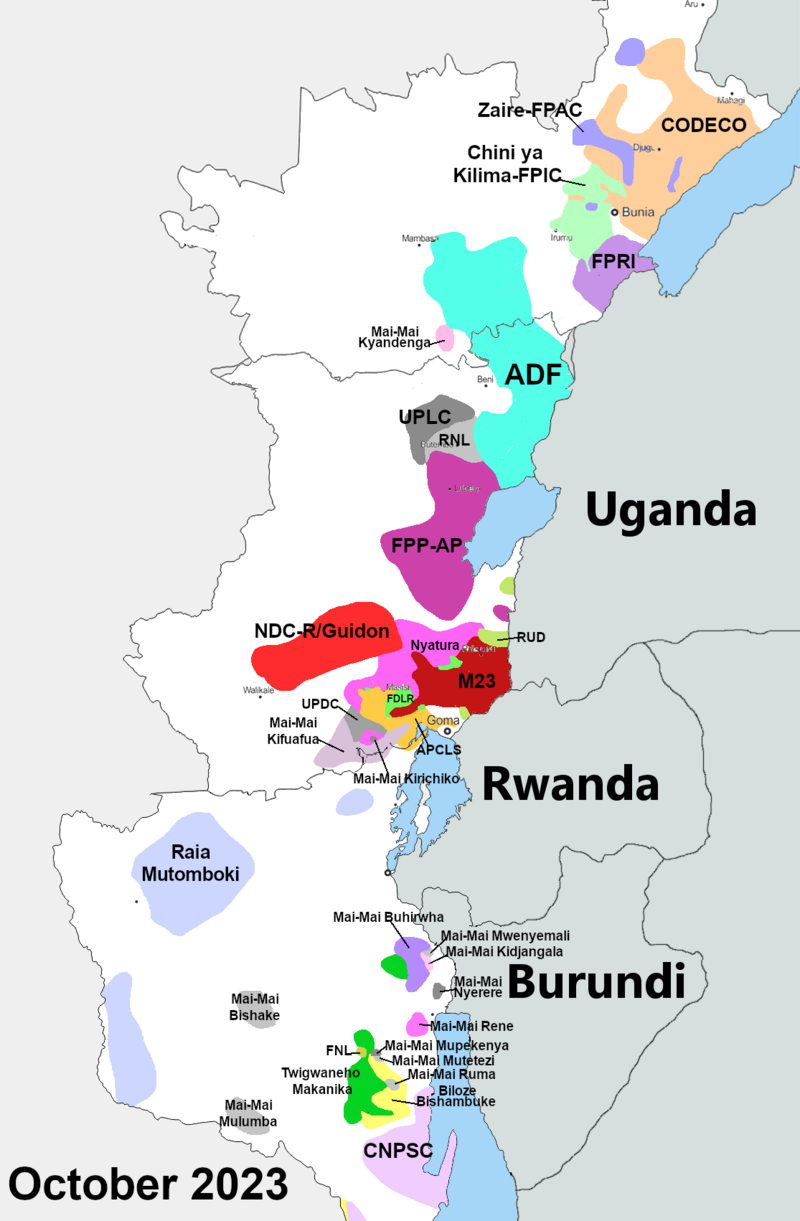 Aru
Mahagi
Zaire-FPAC
CODECO
Djugu
Chini ya
Kilima-FPIC
Bunia
Irumu
Mambasa
FPRI
Mai-Mai
Kyandenga
ADF
Beni
UPLC
RNL
Uganda
FPP-AP
NDC-R/Guidon
Nyatura
RUD
M23
Walikale
Masisi
FDLR
UPDC
Goma
Mai-Mai
Kifuafua
APCLS
Mai-Mai Kirichiko
Rwanda
Raia
Mutomboki
Mai-Mai Buhirwha
Mai-Mai Mwenyemali
Mai-Mai Kidjangala
Burundi
Mai-Mai
Nyerere
Mai-Mai
Bishake
Mai-Mai Rene
Mai-Mai Mupekenya
FNL
Mai-Mai Mutetezi
Twigwaneho
Makanika
Mai-Mai Ruma
Biloze
Bishambuke
Mai-Mai
Mulumba
CNPSC
October 2023